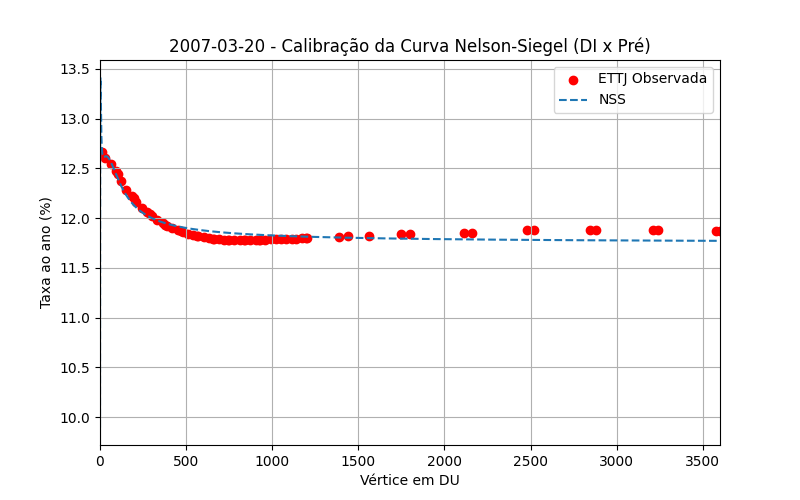 2007-03-20 - Calibração da Curva Nelson-Siegel (DI x Pré)
ETTJ Observada
NSS
Taxa ao ano (%)
13.5
13.0
12.5
12.0
11.5
11.0
10.5
10.0
0 500 1000 1500 2000 2500 3000 3500
Vértice em DU